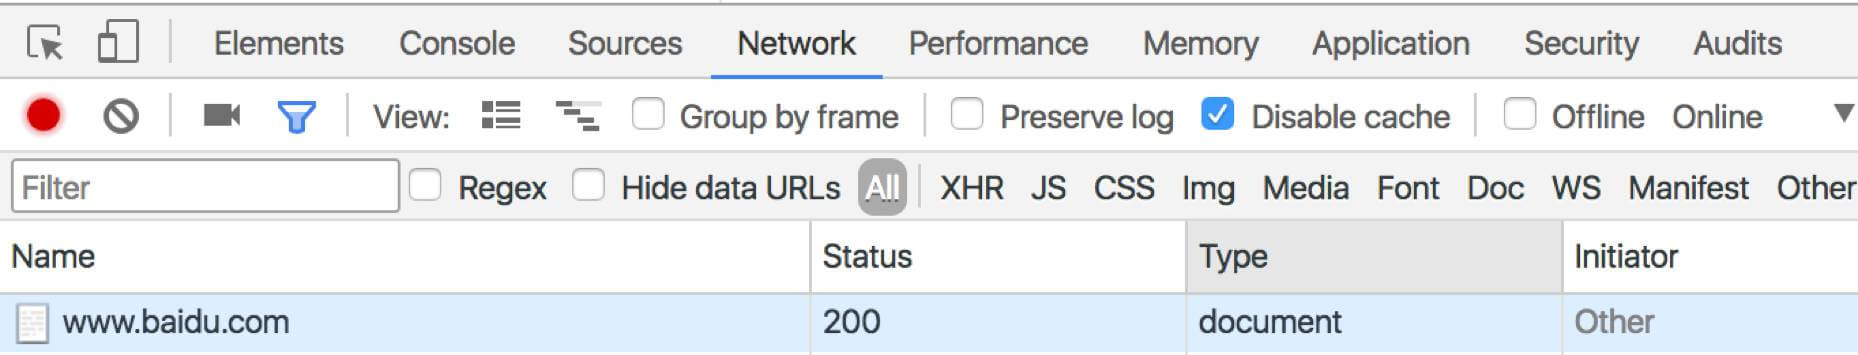 Elements Console Sources Network Performance Memory Application Security Audits
View: Group by frame Preserve log Disable cache Offline Online
Filter Regex Hide data URLs All XHR JS CSS Img Media Font Doc WS Manifest Other
Name Status Type Initiator
www.baidu.com 200 document Other